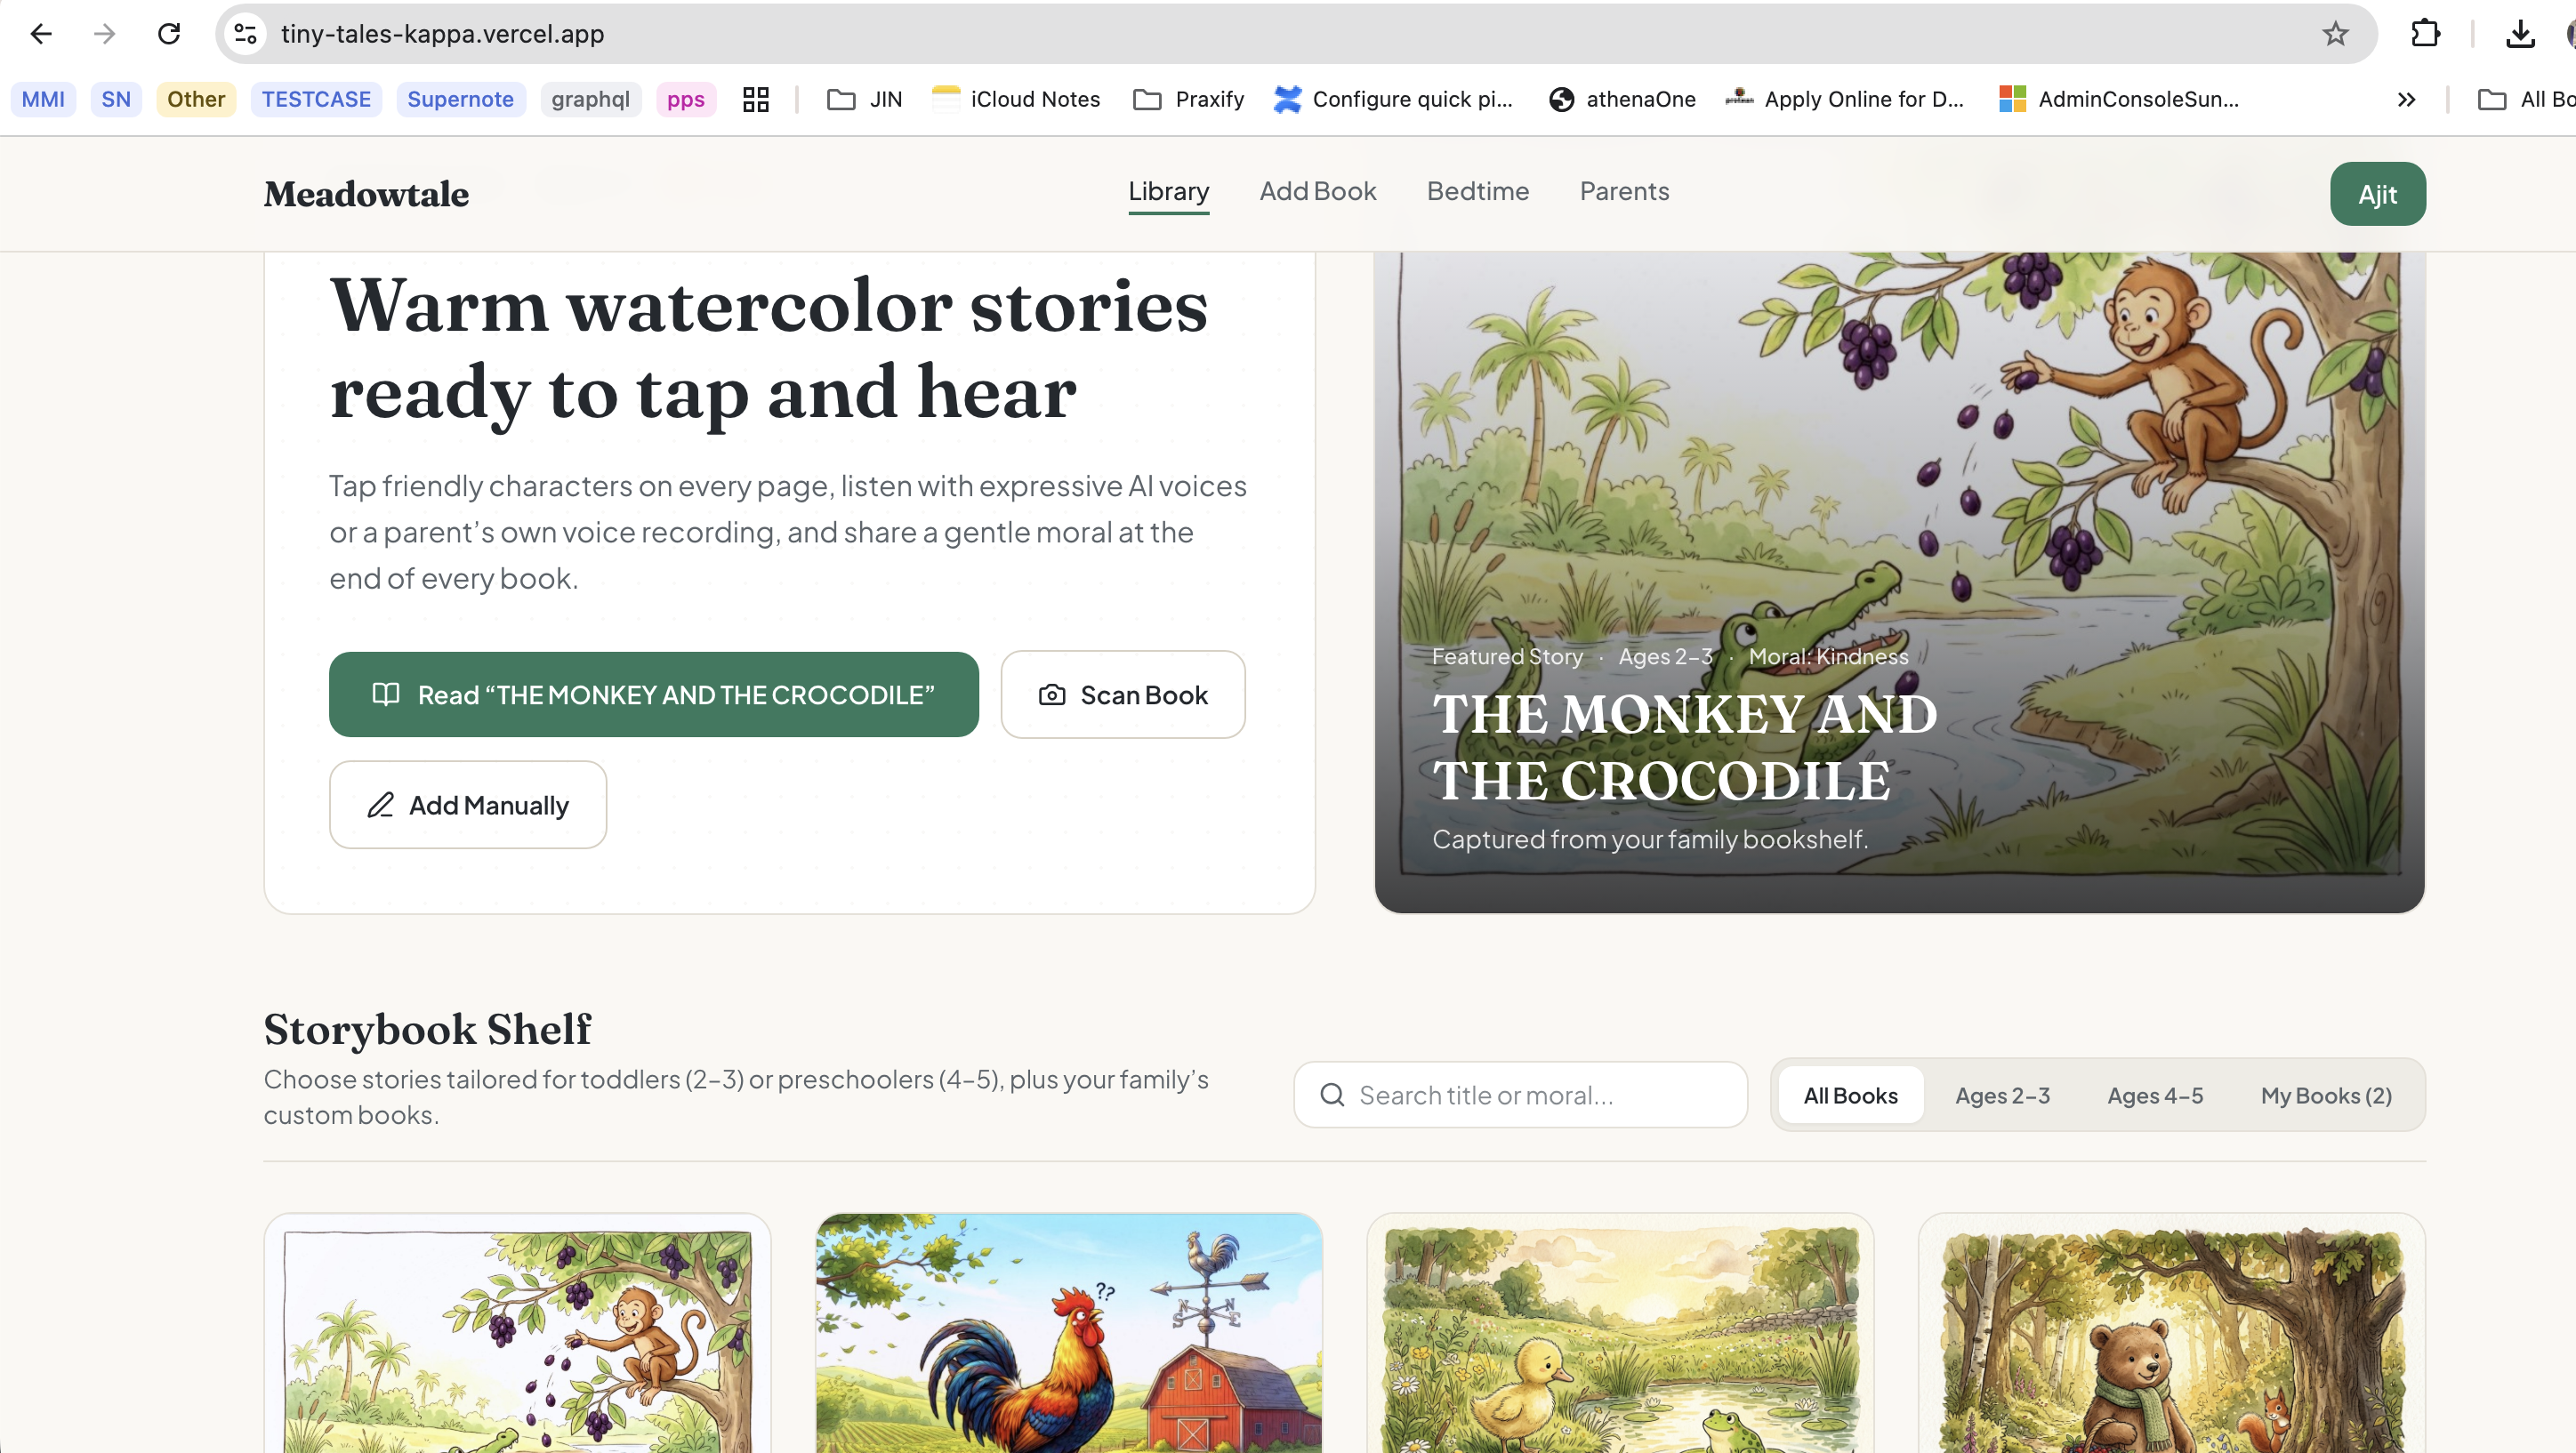 tiny-tales-kappa.vercel.app
MMI SN Other TESTCASE Supernote graphql pps JIN iCloud Notes Praxify Configure quick pi... athenaOne Apply Online for D... AdminConsoleSun... All Bo
Meadowtale Library Add Book Bedtime Parents Ajit
Warm watercolor stories
ready to tap and hear
Tap friendly characters on every page, listen with expressive AI voices
or a parent’s own voice recording, and share a gentle moral at the
end of every book.
Read “THE MONKEY AND THE CROCODILE” Scan Book
Add Manually
Featured Story · Ages 2–3 · Moral: Kindness
THE MONKEY AND
THE CROCODILE
Captured from your family bookshelf.
Storybook Shelf
Choose stories tailored for toddlers (2–3) or preschoolers (4–5), plus your family’s
custom books.
Search title or moral... All Books Ages 2–3 Ages 4–5 My Books (2)
??
N N
S E